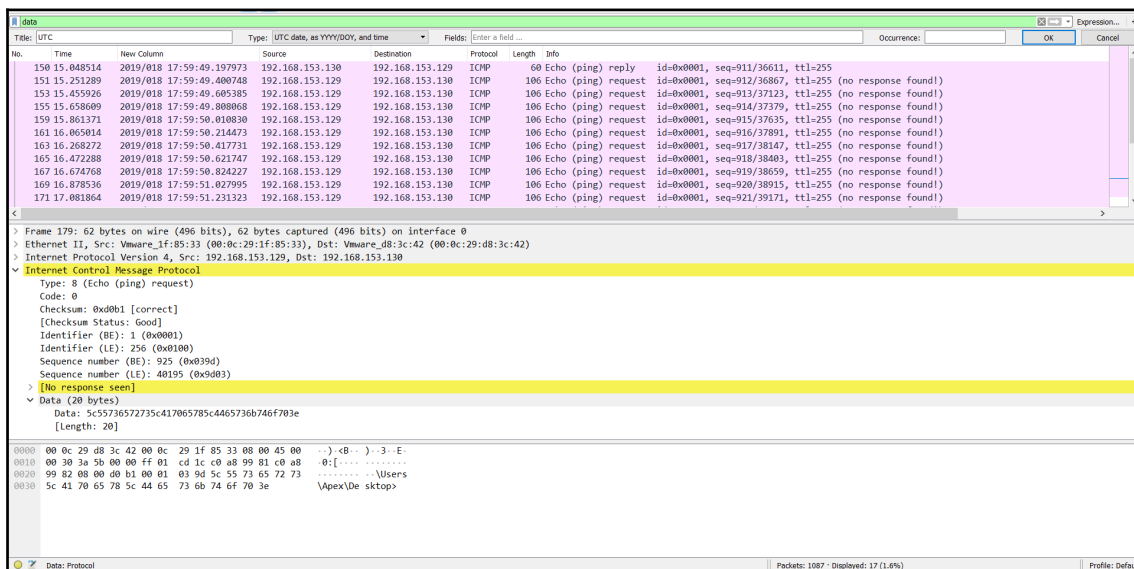 data Expression...
Title: UTC Type: UTC date, as YYYY/DOY, and time Fields: Enter a field ... Occurrence: OK Cancel
No. Time New Column Source Destination Protocol Length Info
150 15.048514 2019/018 17:59:49.197973 192.168.153.130 192.168.153.129 ICMP 60 Echo (ping) reply id=0x0001, seq=911/36611, ttl=255
151 15.251289 2019/018 17:59:49.400748 192.168.153.129 192.168.153.130 ICMP 106 Echo (ping) request id=0x0001, seq=912/36867, ttl=255 (no response found!)
153 15.455926 2019/018 17:59:49.605385 192.168.153.129 192.168.153.130 ICMP 106 Echo (ping) request id=0x0001, seq=913/37123, ttl=255 (no response found!)
155 15.658609 2019/018 17:59:49.808068 192.168.153.129 192.168.153.130 ICMP 106 Echo (ping) request id=0x0001, seq=914/37379, ttl=255 (no response found!)
159 15.861371 2019/018 17:59:50.010830 192.168.153.129 192.168.153.130 ICMP 106 Echo (ping) request id=0x0001, seq=915/37635, ttl=255 (no response found!)
161 16.065014 2019/018 17:59:50.214473 192.168.153.129 192.168.153.130 ICMP 106 Echo (ping) request id=0x0001, seq=916/37891, ttl=255 (no response found!)
163 16.268272 2019/018 17:59:50.417731 192.168.153.129 192.168.153.130 ICMP 106 Echo (ping) request id=0x0001, seq=917/38147, ttl=255 (no response found!)
165 16.472288 2019/018 17:59:50.621747 192.168.153.129 192.168.153.130 ICMP 106 Echo (ping) request id=0x0001, seq=918/38403, ttl=255 (no response found!)
167 16.674768 2019/018 17:59:50.824227 192.168.153.129 192.168.153.130 ICMP 106 Echo (ping) request id=0x0001, seq=919/38659, ttl=255 (no response found!)
169 16.878536 2019/018 17:59:51.027995 192.168.153.129 192.168.153.130 ICMP 106 Echo (ping) request id=0x0001, seq=920/38915, ttl=255 (no response found!)
171 17.081864 2019/018 17:59:51.231323 192.168.153.129 192.168.153.130 ICMP 106 Echo (ping) request id=0x0001, seq=921/39171, ttl=255 (no response found!)
Frame 179: 62 bytes on wire (496 bits), 62 bytes captured (496 bits) on interface 0
Ethernet II, Src: Vmware_1f:85:33 (00:0c:29:1f:85:33), Dst: Vmware_d8:3c:42 (00:0c:29:d8:3c:42)
Internet Protocol Version 4, Src: 192.168.153.129, Dst: 192.168.153.130
Internet Control Message Protocol
Type: 8 (Echo (ping) request)
Code: 0
Checksum: 0xd0b1 [correct]
[Checksum Status: Good]
Identifier (BE): 1 (0x0001)
Identifier (LE): 256 (0x0100)
Sequence number (BE): 925 (0x039d)
Sequence number (LE): 40195 (0x9d03)
[No response seen]
Data (20 bytes)
Data: 5c55736572735c417065785c4465736b746f703e
[Length: 20]
0000 00 0c 29 d8 3c 42 00 0c 29 1f 85 33 08 00 45 00 ··)·<B·· )··3··E·
0010 00 30 3a 5b 00 00 ff 01 cd 1c c0 a8 99 81 c0 a8 ·0:[···· ········
0020 99 82 08 00 d0 b1 00 01 03 9d 5c 55 73 65 72 73 ········ ··\Users
0030 5c 41 70 65 78 5c 44 65 73 6b 74 6f 70 3e \Apex\De sktop>
Data: Protocol Packets: 1087 · Displayed: 17 (1.6%) Profile: Defau